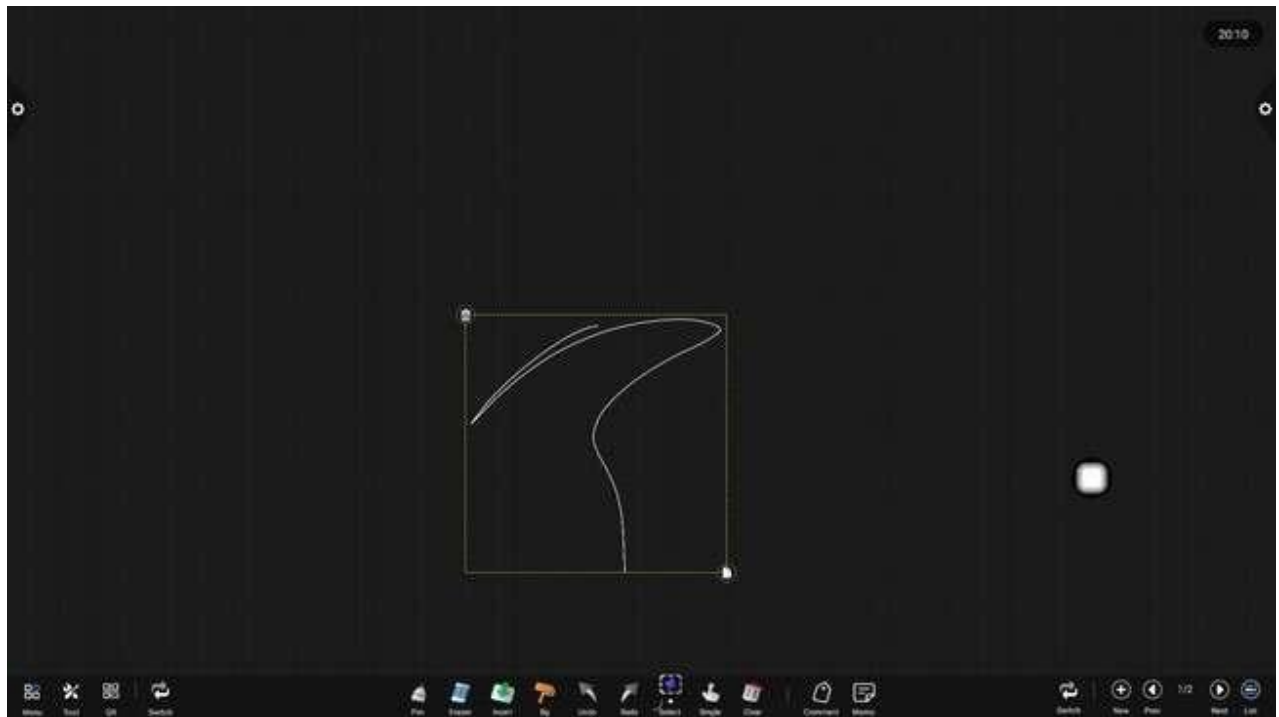 20:10
Menu Tool QR Switch Pen Eraser Insert Bg Undo Redo Select Single Clear Comment Memo Switch New Prev 1/2 Next List